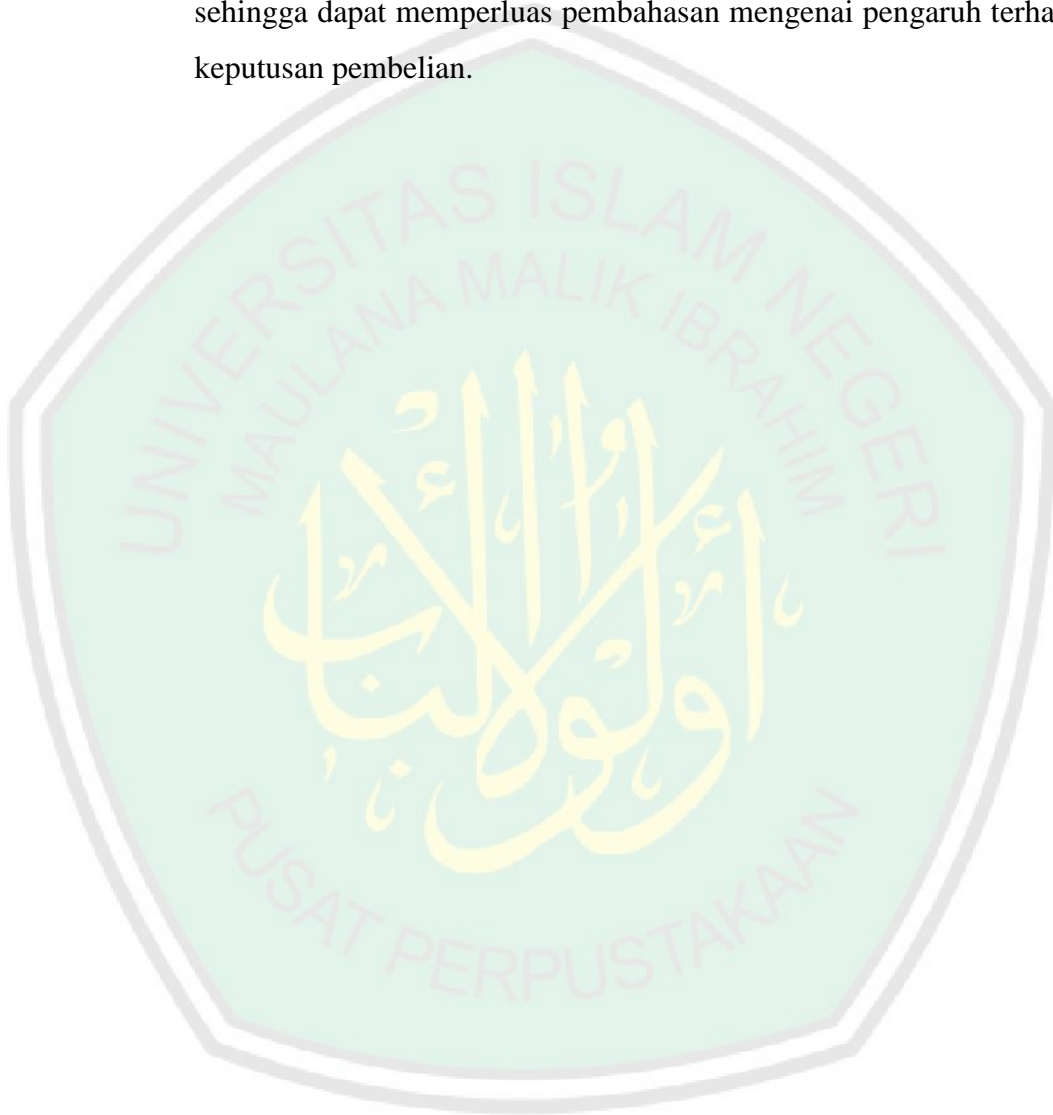 sehingga dapat memperluas pembahasan mengenai pengaruh terha
keputusan pembelian.
UNIVERSITAS ISLAM NEGERI
MAULANA MALIK IBRAHIM
أولوا الألباب
PUSAT PERPUSTAKAAN